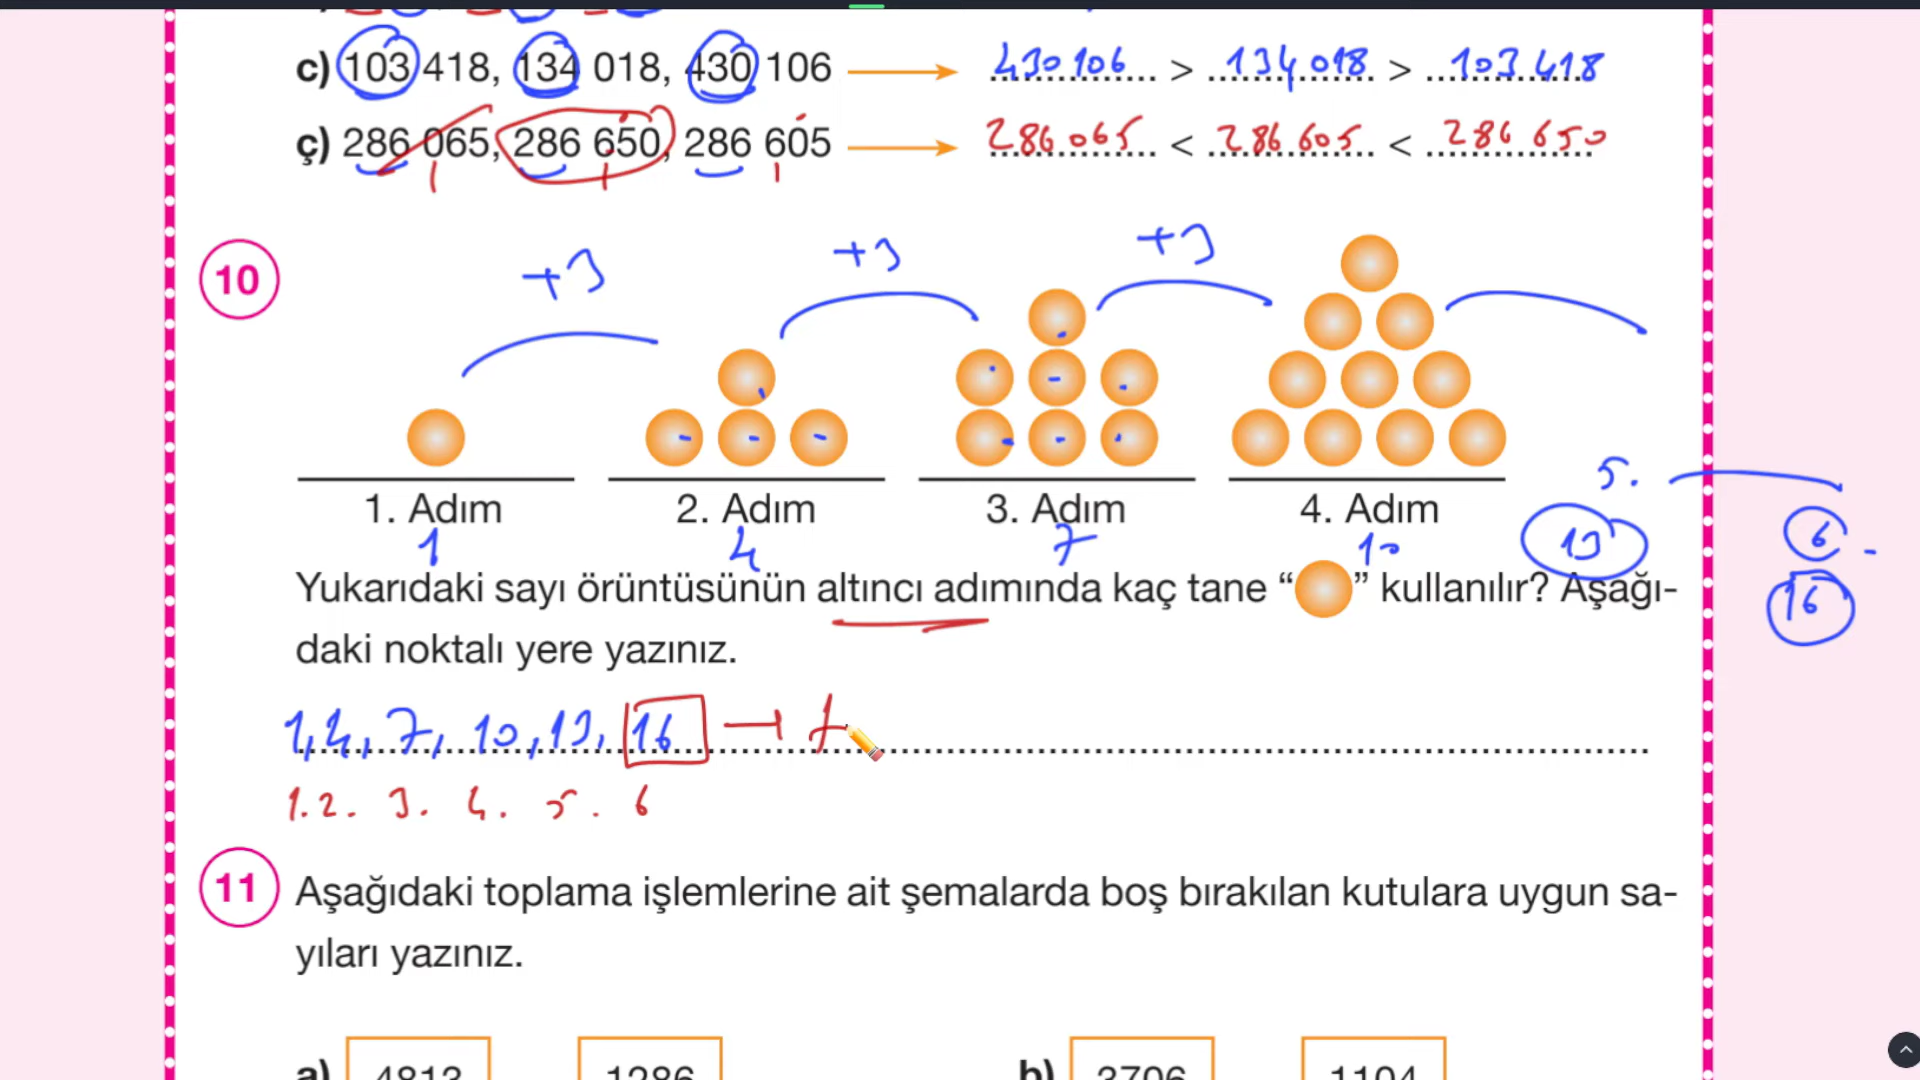 c) 103 418, 134 018, 430 106 → 430 106 > 134 018 > 103 418
ç) 286 065, 286 650, 286 605 → 286 065 < 286 605 < 286 650
10
+3 +3 +3
1. Adım 2. Adım 3. Adım 4. Adım 5.
1 4 7 10 13 6.
16
Yukarıdaki sayı örüntüsünün altıncı adımında kaç tane “ ” kullanılır? Aşağı-
daki noktalı yere yazınız.
1, 4, 7, 10, 13, 16
1. 2. 3. 4. 5. 6
11 Aşağıdaki toplama işlemlerine ait şemalarda boş bırakılan kutulara uygun sa-
yıları yazınız.
a) 4813 1286 b) 3706 1104